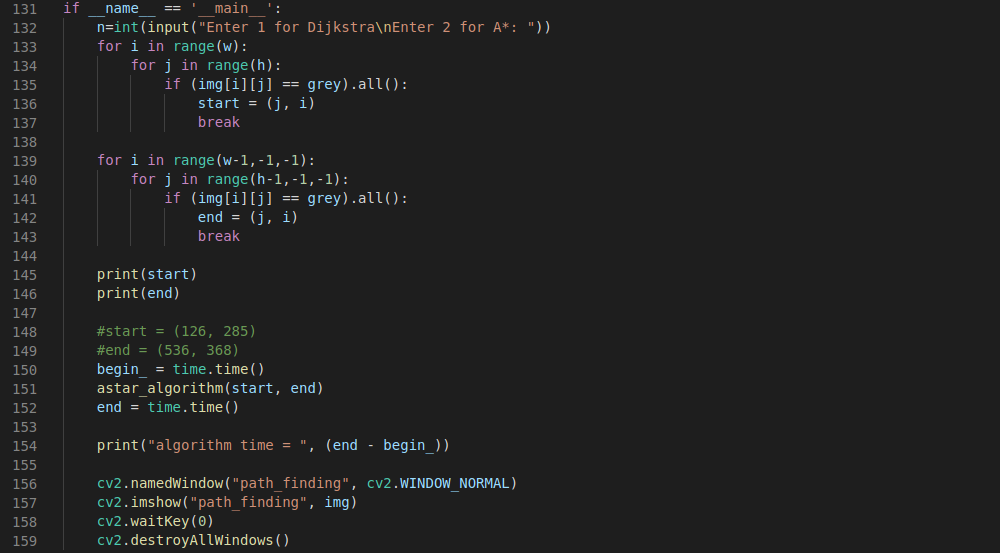 131 if __name__ == '__main__':
132     n=int(input("Enter 1 for Dijkstra\nEnter 2 for A*: "))
133     for i in range(w):
134         for j in range(h):
135             if (img[i][j] == grey).all():
136                 start = (j, i)
137                 break
138
139     for i in range(w-1,-1,-1):
140         for j in range(h-1,-1,-1):
141             if (img[i][j] == grey).all():
142                 end = (j, i)
143                 break
144
145     print(start)
146     print(end)
147
148     #start = (126, 285)
149     #end = (536, 368)
150     begin_ = time.time()
151     astar_algorithm(start, end)
152     end = time.time()
153
154     print("algorithm time = ", (end - begin_))
155
156     cv2.namedWindow("path_finding", cv2.WINDOW_NORMAL)
157     cv2.imshow("path_finding", img)
158     cv2.waitKey(0)
159     cv2.destroyAllWindows()